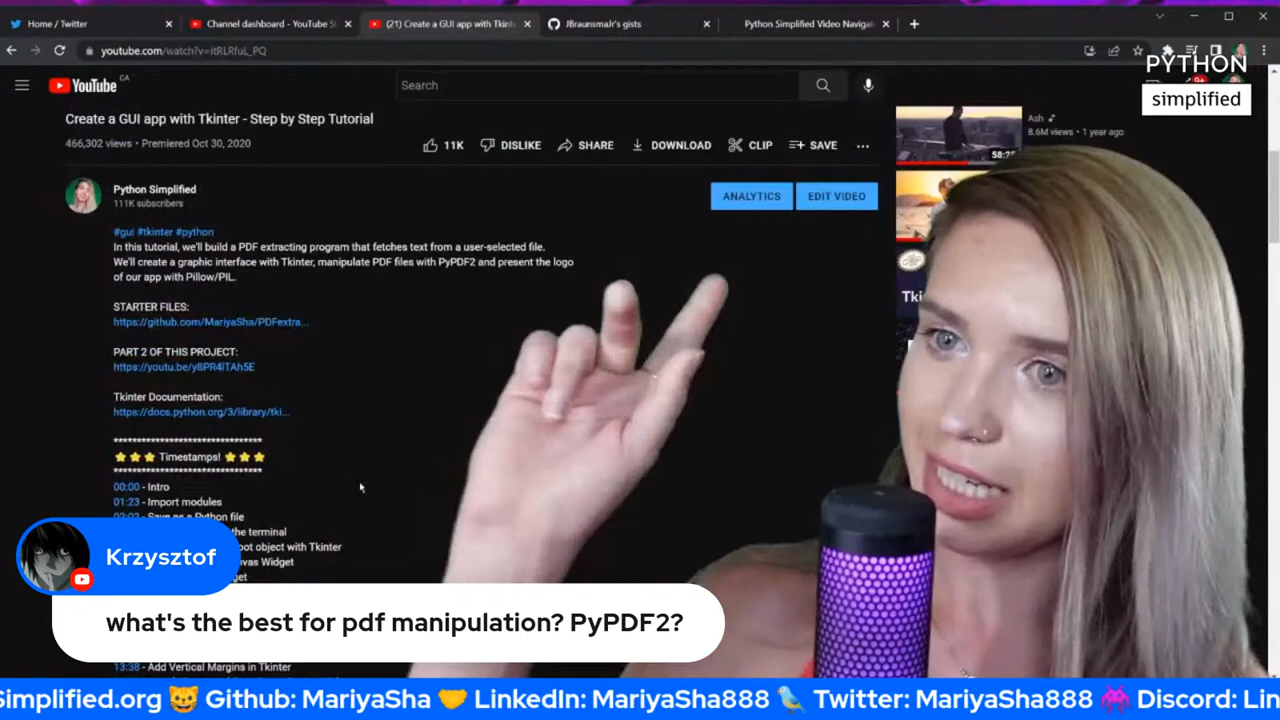 Home / Twitter
Channel dashboard - YouTube S
(21) Create a GUI app with Tkint
JBraunsmaJr's gists
Python Simplified Video Navigat
youtube.com/watch?v=itRLRfuL_PQ
PYTHON
simplified
YouTube CA
Search
9+
Create a GUI app with Tkinter - Step by Step Tutorial
466,302 views • Premiered Oct 30, 2020
11K DISLIKE SHARE DOWNLOAD CLIP SAVE
Ash
8.6M views • 1 year ago
58:2
Python Simplified
111K subscribers
ANALYTICS EDIT VIDEO
#gui #tkinter #python
In this tutorial, we'll build a PDF extracting program that fetches text from a user-selected file.
We'll create a graphic interface with Tkinter, manipulate PDF files with PyPDF2 and present the logo
of our app with Pillow/PIL.
Tki
STARTER FILES:
https://github.com/MariyaSha/PDFextra...
PART 2 OF THIS PROJECT:
https://youtu.be/y8PR4lTAh5E
Tkinter Documentation:
https://docs.python.org/3/library/tki...
*******************************
⭐⭐⭐ Timestamps! ⭐⭐⭐
*******************************
00:00 - Intro
01:23 - Import modules
02:02 - Save as a Python file
the terminal
oot object with Tkinter
vas Widget
get
Krzysztof
what's the best for pdf manipulation? PyPDF2?
13:38 - Add Vertical Margins in Tkinter
Simplified.org 😺 Github: MariyaSha 🤝 LinkedIn: MariyaSha888 🐦 Twitter: MariyaSha888 👾 Discord: Lin